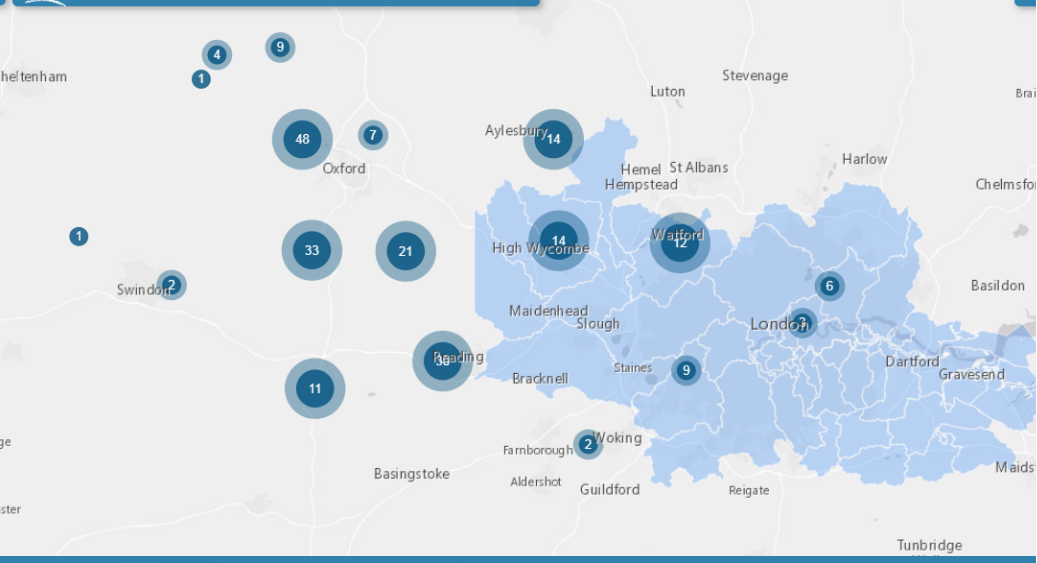 9
4
heltenham
1
Stevenage
Luton
Brai
Aylesbury
14
48
7
Oxford
Harlow
Hemel
Hempstead
St Albans
Chelmsfo
1
33
21
High Wycombe
14
Watford
12
Swindon
2
6
Basildon
Maidenhead
Slough
London
3
Reading
Bracknell
Staines
9
Dartford
Gravesend
11
ge
2
Woking
Farnborough
Basingstoke
Aldershot
Guildford
Reigate
Maids
ster
Tunbridge